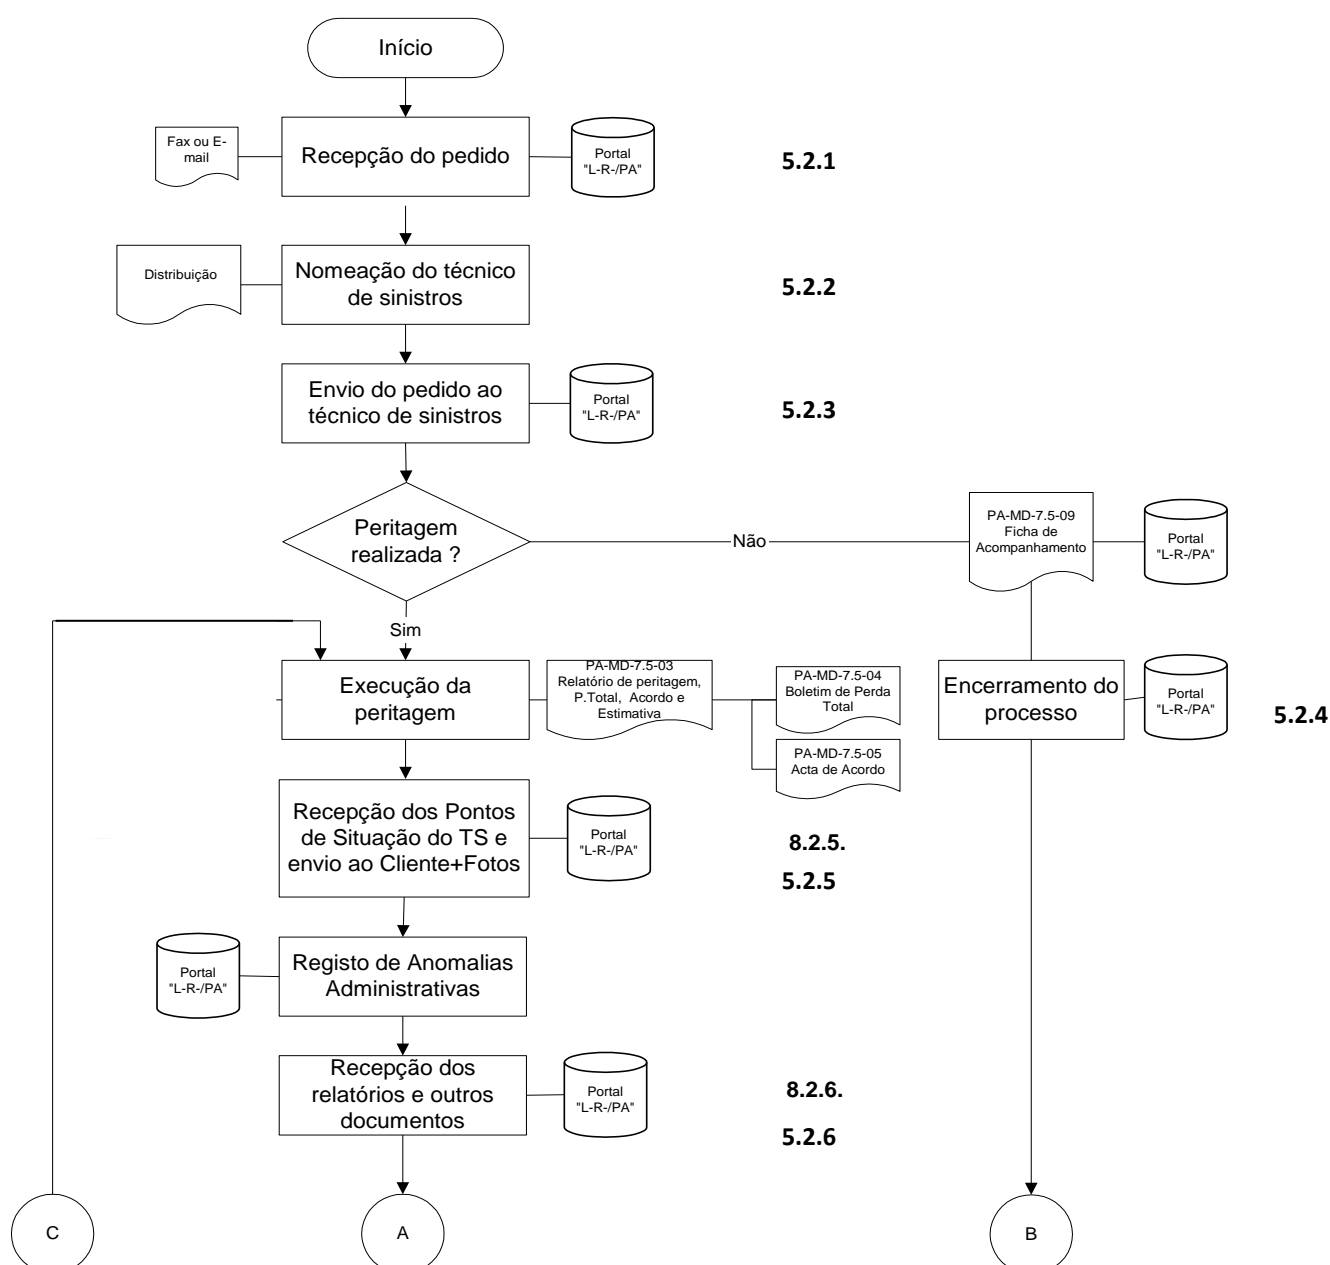 Início
Fax ou E-
mail
Recepção do pedido
Portal
"L-R-/PA"
5.2.1
Distribuição
Nomeação do técnico
de sinistros
5.2.2
Envio do pedido ao
técnico de sinistros
Portal
"L-R-/PA"
5.2.3
Peritagem
realizada ?
Não
PA-MD-7.5-09
Ficha de
Acompanhamento
Portal
"L-R-/PA"
Sim
Execução da
peritagem
PA-MD-7.5-03
Relatório de peritagem,
P.Total, Acordo e
Estimativa
PA-MD-7.5-04
Boletim de Perda
Total
PA-MD-7.5-05
Acta de Acordo
Encerramento do
processo
Portal
"L-R-/PA"
5.2.4
Recepção dos Pontos
de Situação do TS e
envio ao Cliente+Fotos
Portal
"L-R-/PA"
8.2.5.
5.2.5
Portal
"L-R-/PA"
Registo de Anomalias
Administrativas
Recepção dos
relatórios e outros
documentos
Portal
"L-R-/PA"
8.2.6.
5.2.6
C
A
B